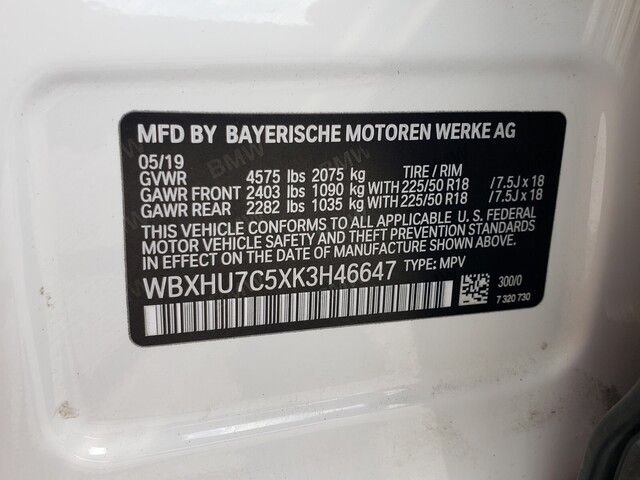 MFD BY BAYERISCHE MOTOREN WERKE AG
05/19 TIRE / RIM
GVWR 4575 lbs 2075 kg
GAWR FRONT 2403 lbs 1090 kg WITH 225/50 R18 /7.5J x 18
GAWR REAR 2282 lbs 1035 kg WITH 225/50 R18 /7.5J x 18
THIS VEHICLE CONFORMS TO ALL APPLICABLE U.S. FEDERAL
MOTOR VEHICLE SAFETY AND THEFT PREVENTION STANDARDS
IN EFFECT ON THE DATE OF MANUFACTURE SHOWN ABOVE.
WBXHU7C5XK3H46647 TYPE: MPV
300/0
7 320 730